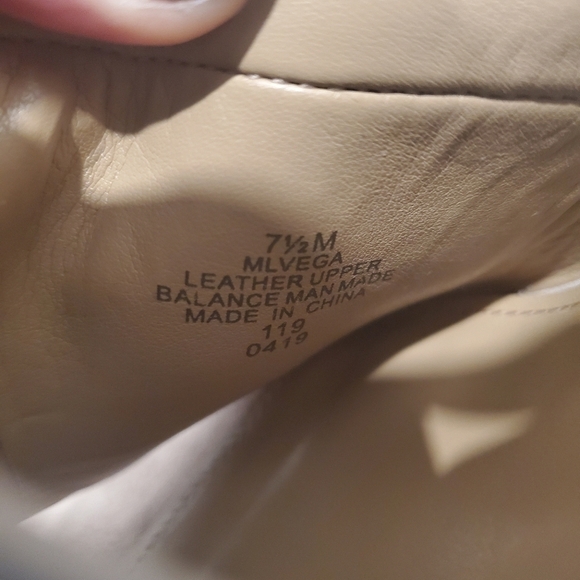 7½M
MLVEGA
LEATHER UPPER
BALANCE MAN MADE
MADE IN CHINA
119
0419